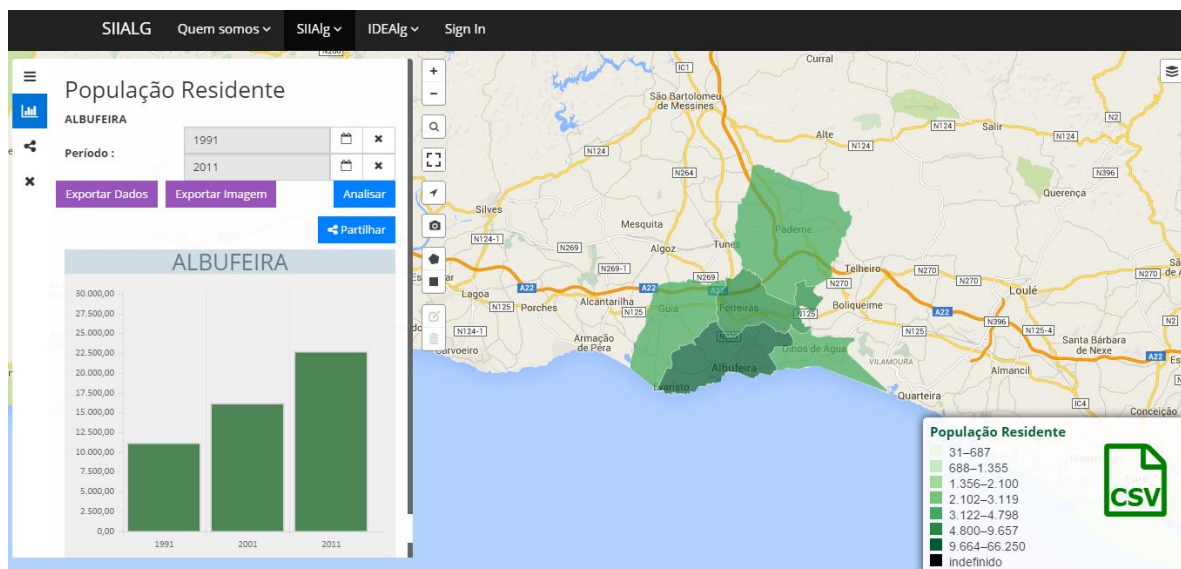 SIIALG Quem somos SIIAlg IDEAlg Sign In
População Residente
ALBUFEIRA
Período :
1991
2011
Exportar Dados Exportar Imagem Analisar
Partilhar
ALBUFEIRA
30.000,00
27.500,00
25.000,00
22.500,00
20.000,00
17.500,00
15.000,00
12.500,00
10.000,00
7.500,00
5.000,00
2.500,00
0,00
1991 2001 2011
Curral
IC1
São Bartolomeu
de Messines
N2
Alte
N124
Salir
N124
N124
N124
N264
N396
Querença
Silves
Mesquita
Paderne
N124-1
N269
Algoz
Tunes
N269-1
N269
Telheiro
N270
N270
N270
N270
Loulé
A22
A22
A22
Lagoa
N125
Porches
Alcantarilha
N125
Guia
Ferreiras
N125
Boliqueime
A22
N396
N125-4
N2
N124-1
Armação
de Pêra
Olhos de Água
N125
Santa Bárbara
de Nexe
Carvoeiro
VILAMOURA
A22
Almancil
Albufeira
Evaristo
Quarteira
IC4
Conceição
População Residente
31–687
688–1.355
1.356–2.100
2.102–3.119
3.122–4.798
4.800–9.657
9.664–66.250
indefinido
CSV